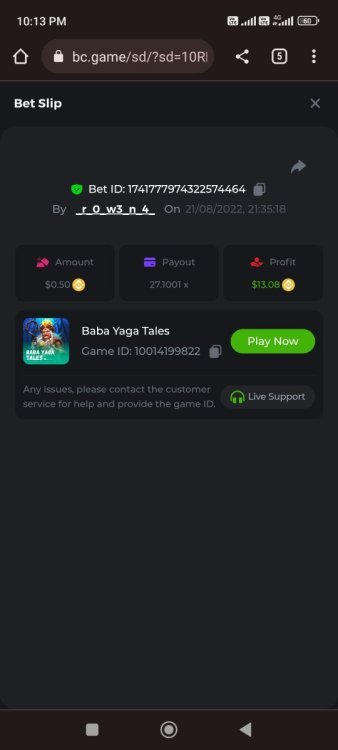 10:13 PM
4G
60
bc.game/sd/?sd=10Rl
5
Bet Slip
Bet ID: 1741777974322574464
By _r_0_w3_n_4_ On 21/08/2022, 21:35:18
Amount
Payout
Profit
$0.50
27.1001 x
$13.08
Baba Yaga Tales
Game ID: 10014199822
Play Now
BABA YAGA
TALES
Any issues, please contact the customer
service for help and provide the game ID.
Live Support